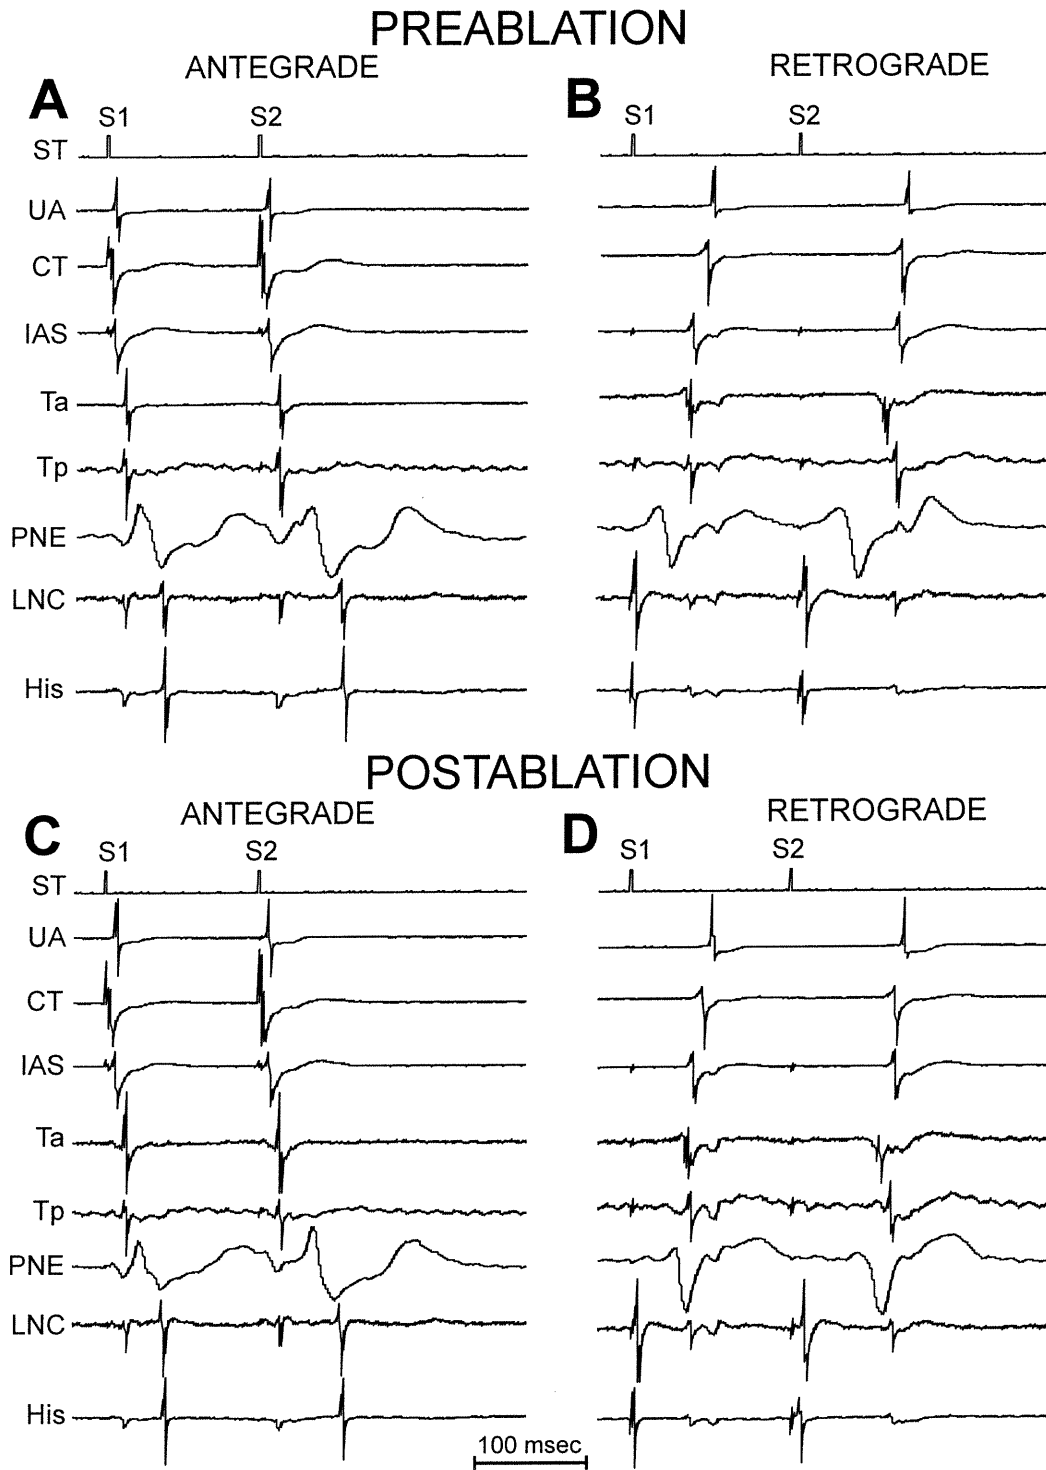 PREABLATION
ANTEGRADE
RETROGRADE
A
B
S1 S2
S1 S2
ST
UA
CT
IAS
Ta
Tp
PNE
LNC
His
POSTABLATION
ANTEGRADE
RETROGRADE
C
D
S1 S2
S1 S2
ST
UA
CT
IAS
Ta
Tp
PNE
LNC
His
100 msec